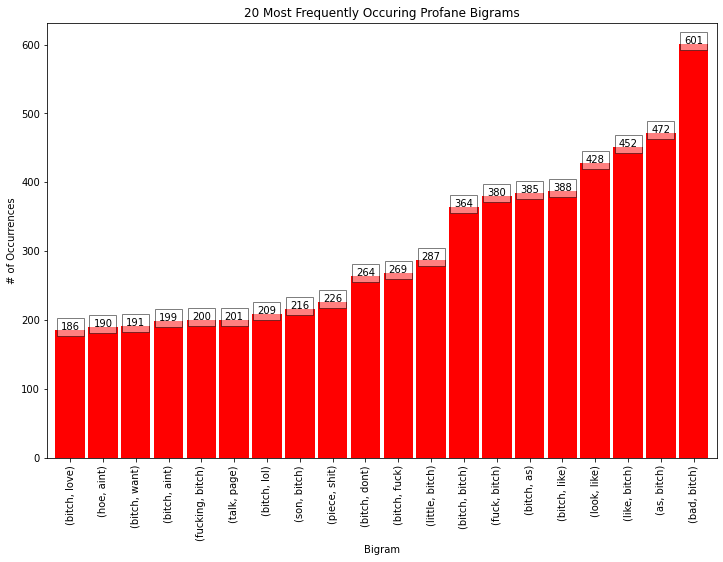 20 Most Frequently Occuring Profane Bigrams
# of Occurrences
600
500
400
300
200
100
0
186
190
191
199
200
201
209
216
226
264
269
287
364
380
385
388
428
452
472
601
(bitch, love)
(hoe, aint)
(bitch, want)
(bitch, aint)
(fucking, bitch)
(talk, page)
(bitch, lol)
(son, bitch)
(piece, shit)
(bitch, dont)
(bitch, fuck)
(little, bitch)
(bitch, bitch)
(fuck, bitch)
(bitch, as)
(bitch, like)
(look, like)
(like, bitch)
(as, bitch)
(bad, bitch)
Bigram